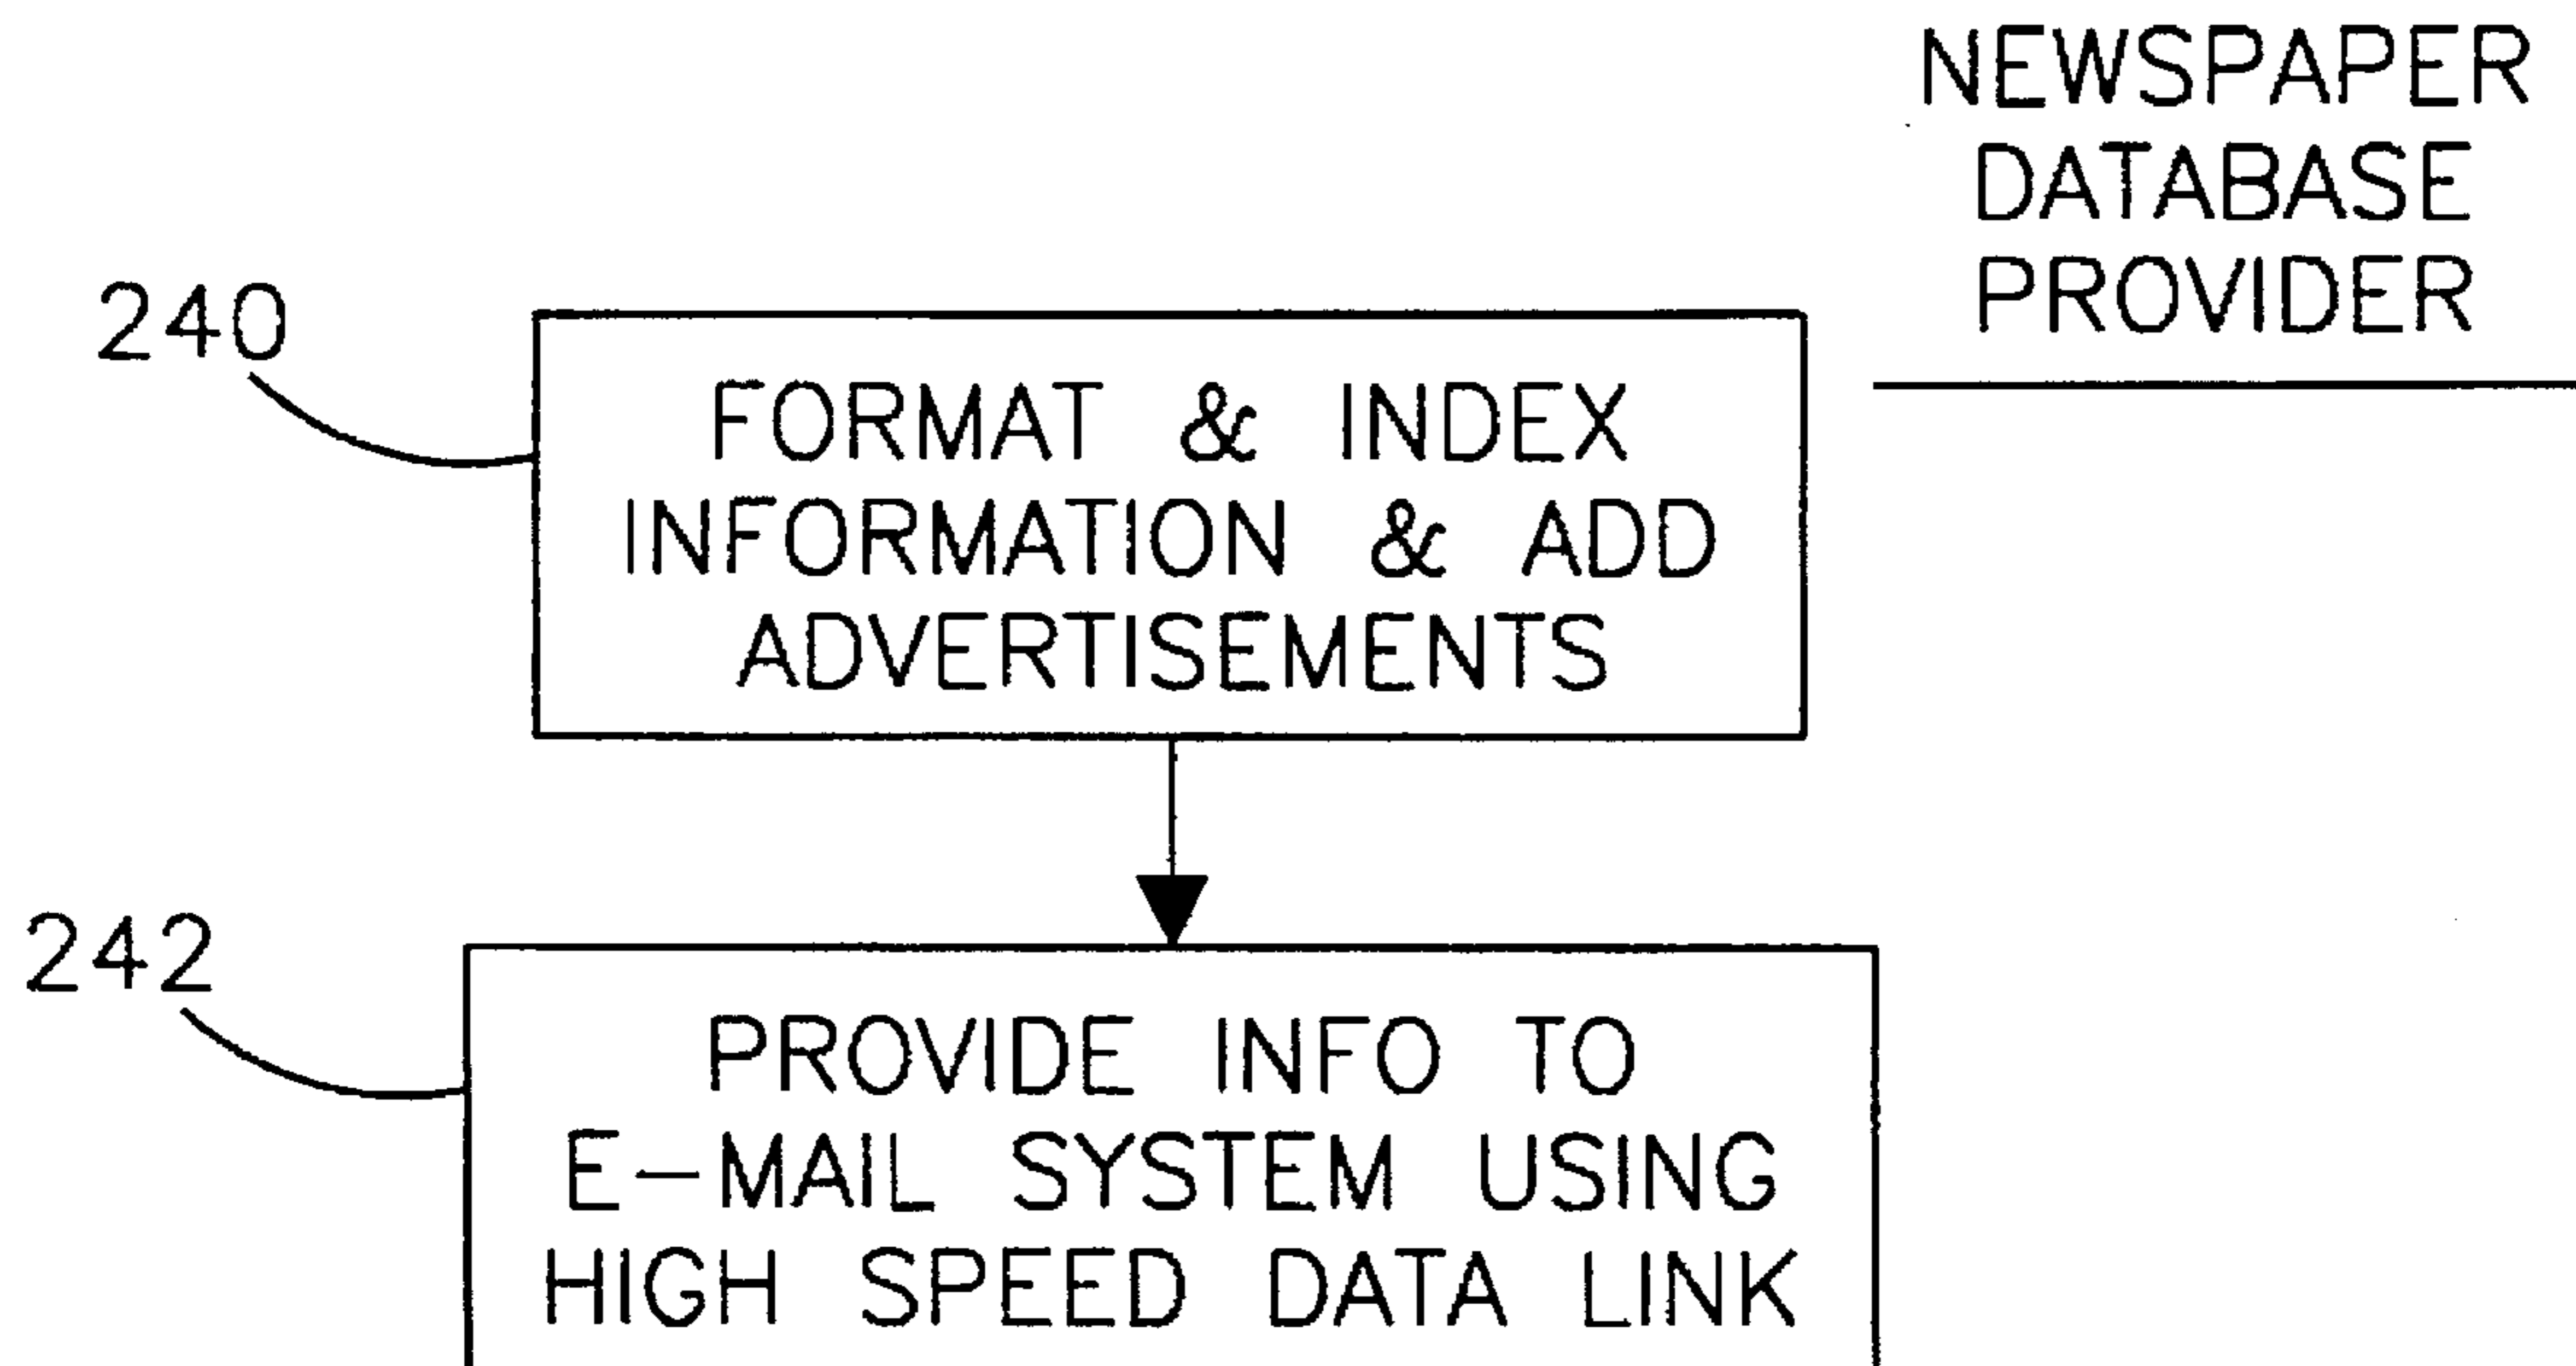 NEWSPAPER
DATABASE
PROVIDER
240
FORMAT & INDEX
INFORMATION & ADD
ADVERTISEMENTS
242
PROVIDE INFO TO
E-MAIL SYSTEM USING
HIGH SPEED DATA LINK